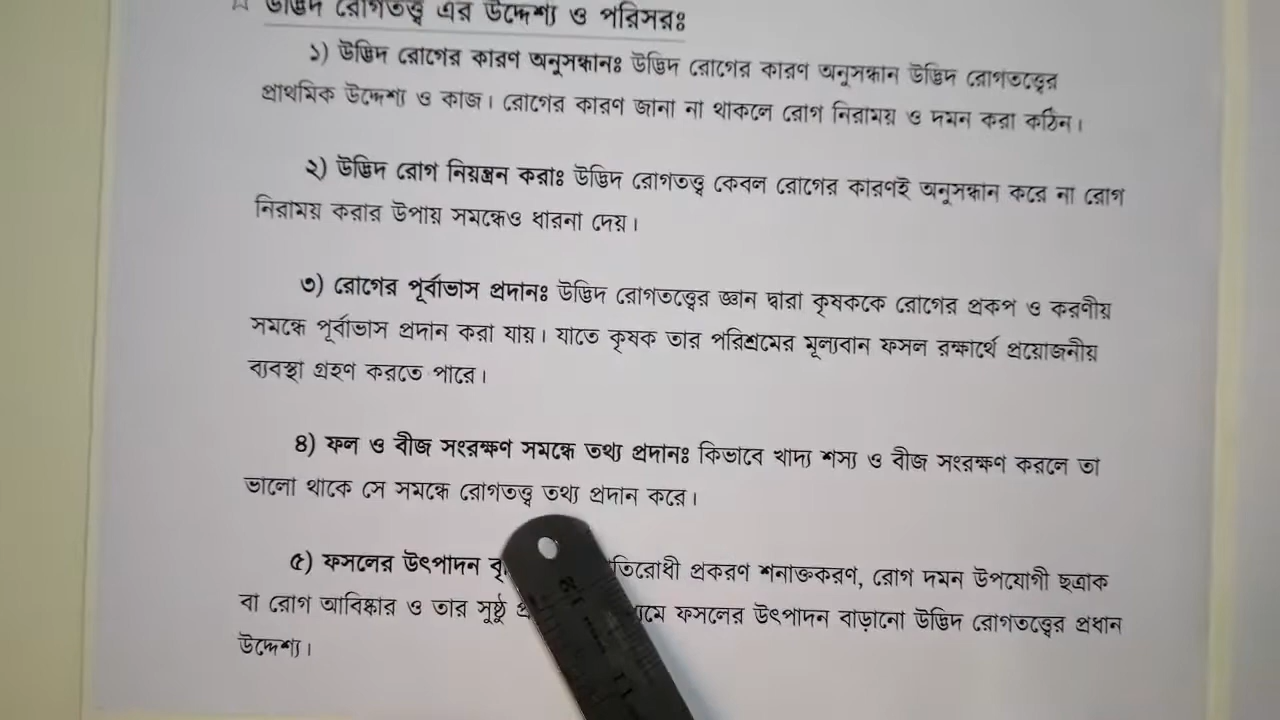 উদ্ভিদ রোগতত্ত্ব এর উদ্দেশ্য ও পরিসরঃ
১) উদ্ভিদ রোগের কারণ অনুসন্ধানঃ উদ্ভিদ রোগের কারণ অনুসন্ধান উদ্ভিদ রোগতত্ত্বের
প্রাথমিক উদ্দেশ্য ও কাজ। রোগের কারণ জানা না থাকলে রোগ নিরাময় ও দমন করা কঠিন।
২) উদ্ভিদ রোগ নিয়ন্ত্রন করাঃ উদ্ভিদ রোগতত্ত্ব কেবল রোগের কারণই অনুসন্ধান করে না রোগ
নিরাময় করার উপায় সমন্ধেও ধারনা দেয়।
৩) রোগের পূর্বাভাস প্রদানঃ উদ্ভিদ রোগতত্ত্বের জ্ঞান দ্বারা কৃষককে রোগের প্রকপ ও করণীয়
সমন্ধে পূর্বাভাস প্রদান করা যায়। যাতে কৃষক তার পরিশ্রমের মূল্যবান ফসল রক্ষার্থে প্রয়োজনীয়
ব্যবস্থা গ্রহণ করতে পারে।
৪) ফল ও বীজ সংরক্ষণ সমন্ধে তথ্য প্রদানঃ কিভাবে খাদ্য শস্য ও বীজ সংরক্ষণ করলে তা
ভালো থাকে সে সমন্ধে রোগতত্ত্ব তথ্য প্রদান করে।
৫) ফসলের উৎপাদন প্রকরণ শনাক্তকরণ, রোগ দমন উপযোগী ছত্রাক
বা রোগ আবিষ্কার ও তার সুষ্ঠু ফসলের উৎপাদন বাড়ানো উদ্ভিদ রোগতত্ত্বের প্রধান
উদ্দেশ্য।